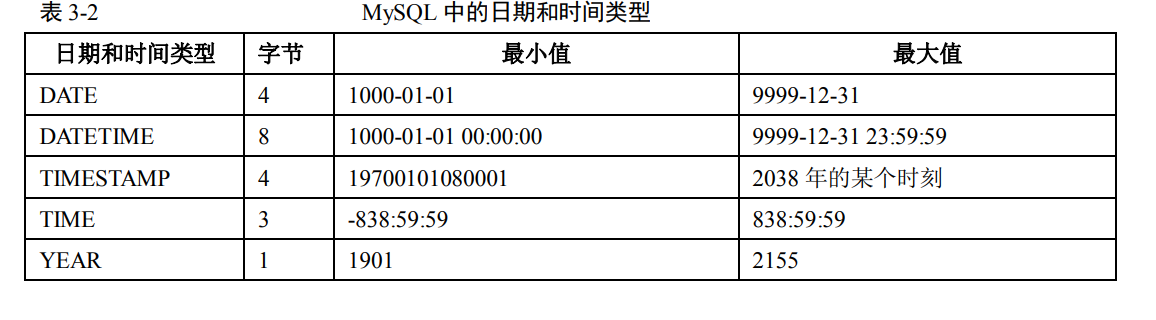 表 3-2 MySQL 中的日期和时间类型
日期和时间类型 字节 最小值 最大值
DATE 4 1000-01-01 9999-12-31
DATETIME 8 1000-01-01 00:00:00 9999-12-31 23:59:59
TIMESTAMP 4 19700101080001 2038 年的某个时刻
TIME 3 -838:59:59 838:59:59
YEAR 1 1901 2155